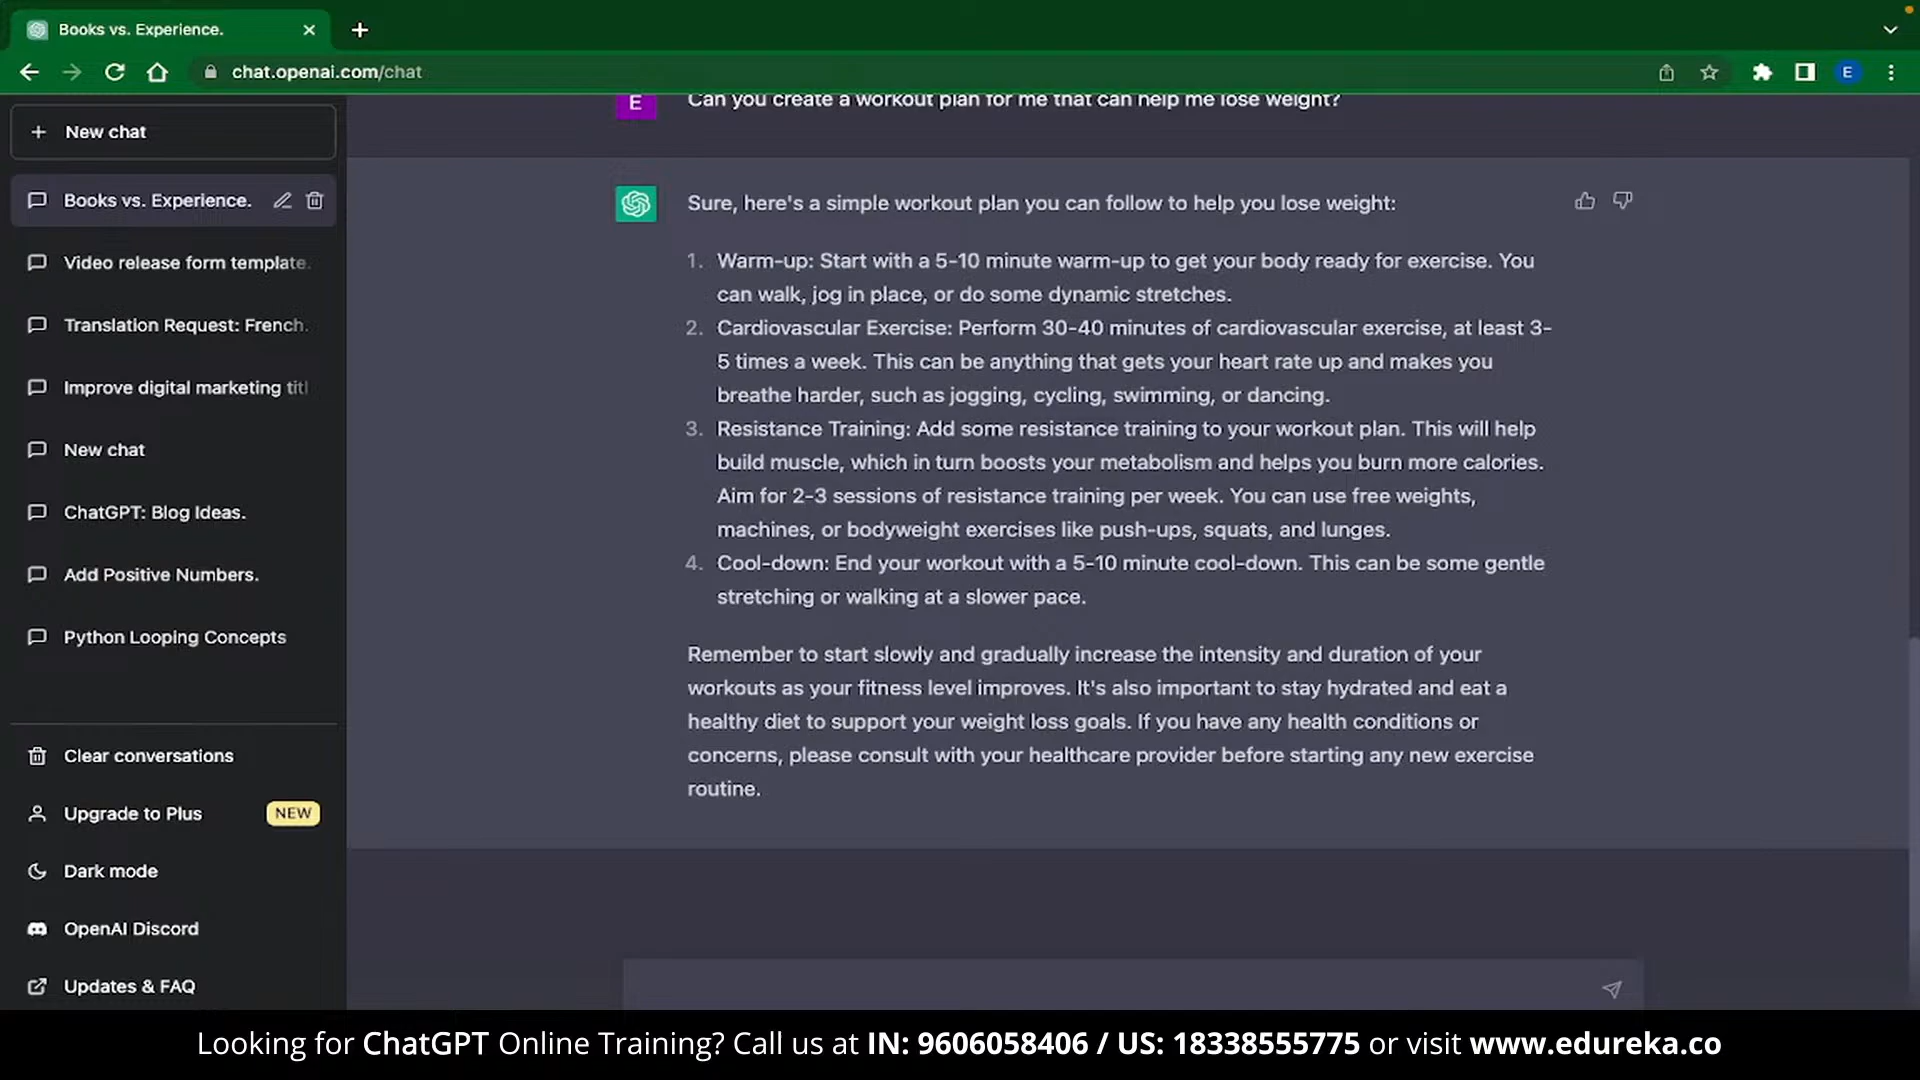 Books vs. Experience.
chat.openai.com/chat
E
New chat
Books vs. Experience.
Video release form template.
Translation Request: French.
Improve digital marketing titl
New chat
ChatGPT: Blog Ideas.
Add Positive Numbers.
Python Looping Concepts
Clear conversations
Upgrade to Plus
NEW
Dark mode
OpenAI Discord
Updates & FAQ
E
Can you create a workout plan for me that can help me lose weight?
Sure, here's a simple workout plan you can follow to help you lose weight:
1. Warm-up: Start with a 5-10 minute warm-up to get your body ready for exercise. You
can walk, jog in place, or do some dynamic stretches.
2. Cardiovascular Exercise: Perform 30-40 minutes of cardiovascular exercise, at least 3-
5 times a week. This can be anything that gets your heart rate up and makes you
breathe harder, such as jogging, cycling, swimming, or dancing.
3. Resistance Training: Add some resistance training to your workout plan. This will help
build muscle, which in turn boosts your metabolism and helps you burn more calories.
Aim for 2-3 sessions of resistance training per week. You can use free weights,
machines, or bodyweight exercises like push-ups, squats, and lunges.
4. Cool-down: End your workout with a 5-10 minute cool-down. This can be some gentle
stretching or walking at a slower pace.
Remember to start slowly and gradually increase the intensity and duration of your
workouts as your fitness level improves. It's also important to stay hydrated and eat a
healthy diet to support your weight loss goals. If you have any health conditions or
concerns, please consult with your healthcare provider before starting any new exercise
routine.
Looking for ChatGPT Online Training? Call us at IN: 9606058406 / US: 18338555775 or visit www.edureka.co